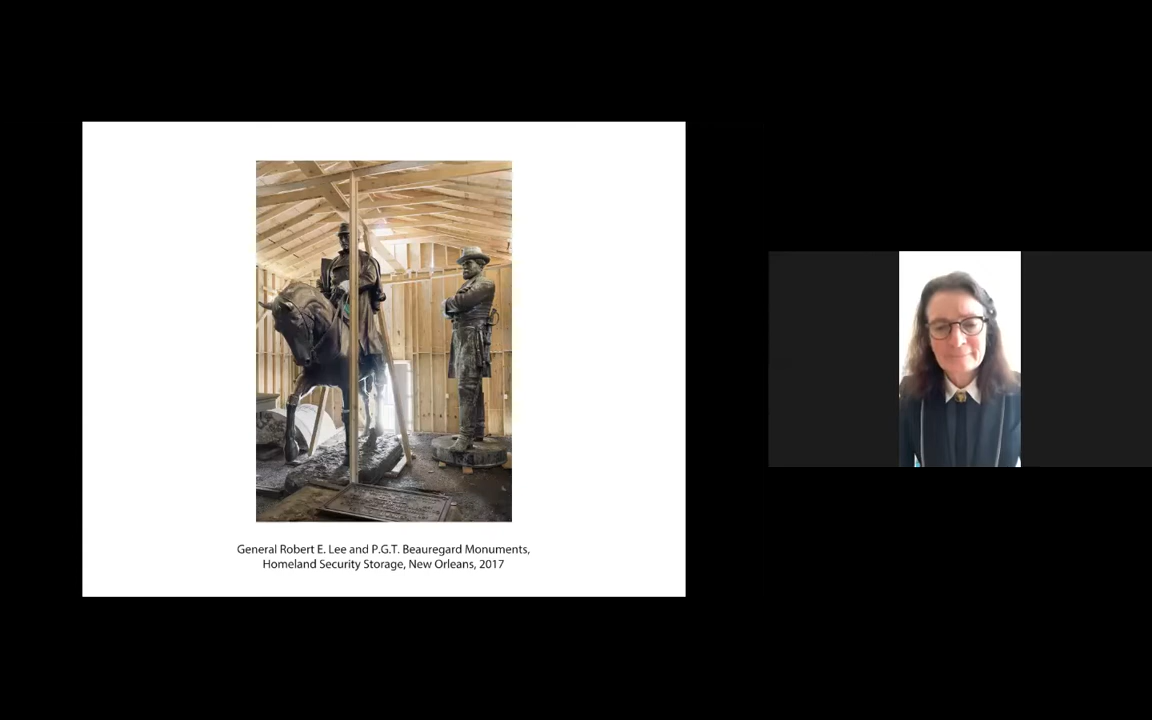 General Robert E. Lee and P.G.T. Beauregard Monuments,
Homeland Security Storage, New Orleans, 2017